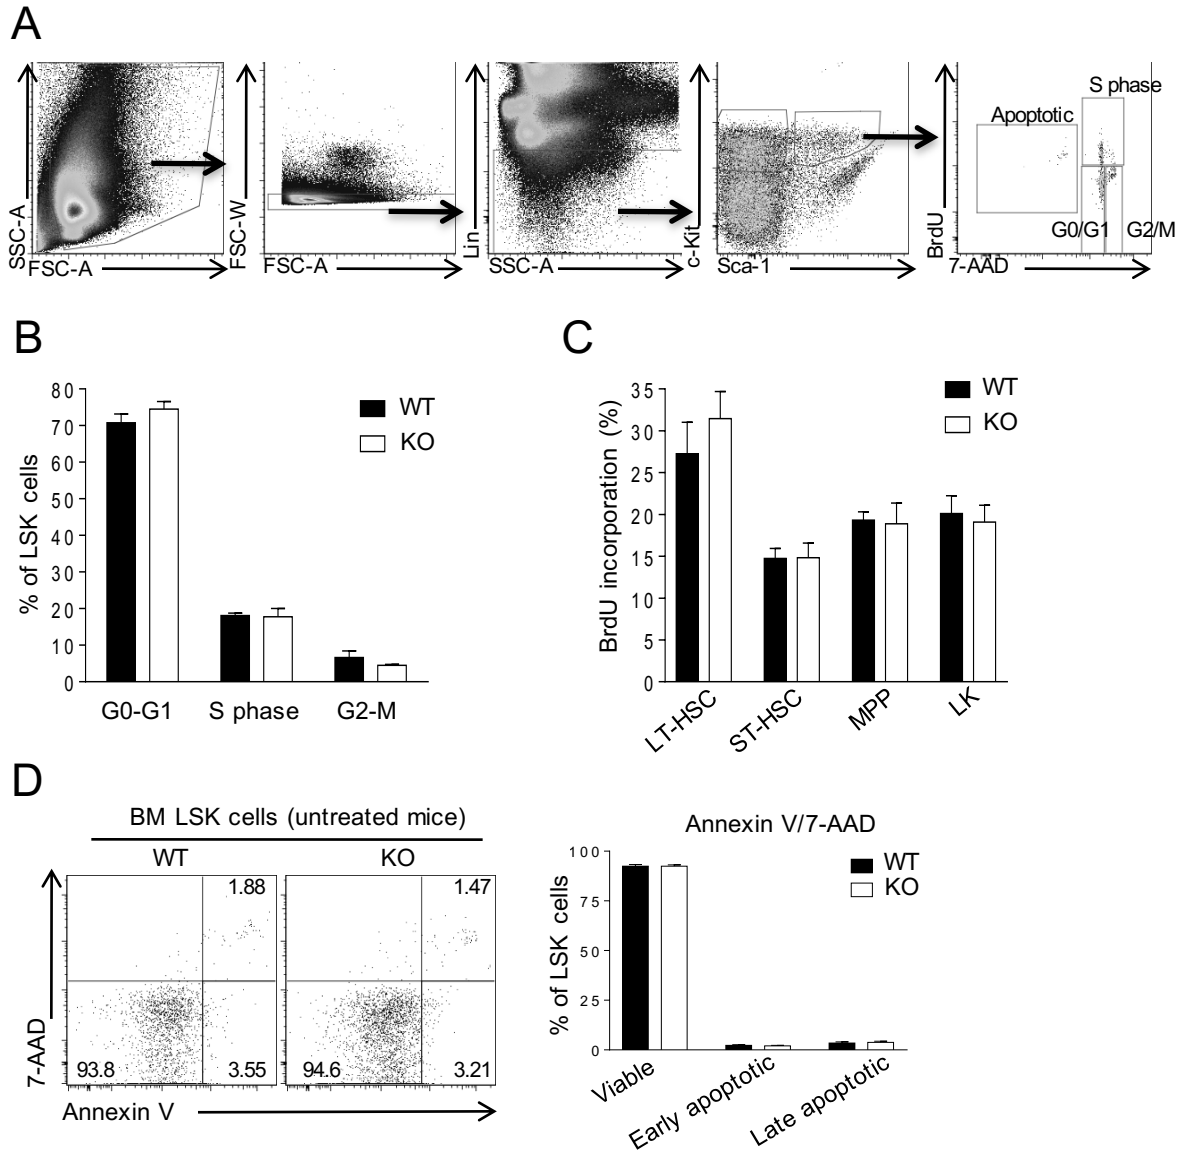 A
SSC-A
FSC-A
FSC-W
FSC-A
Lin
SSC-A
c-Kit
Sca-1
BrdU
7-AAD
S phase
Apoptotic
G0/G1
G2/M
B
% of LSK cells
80
70
60
50
40
30
20
10
0
WT
KO
G0-G1 S phase G2-M
C
BrdU incorporation (%)
35
30
25
20
15
10
5
0
WT
KO
LT-HSC
ST-HSC
MPP
LK
D
BM LSK cells (untreated mice)
WT KO
1.88
1.47
93.8
3.55
94.6
3.21
7-AAD
Annexin V
Annexin V/7-AAD
% of LSK cells
100
75
50
25
0
WT
KO
Viable
Early apoptotic
Late apoptotic